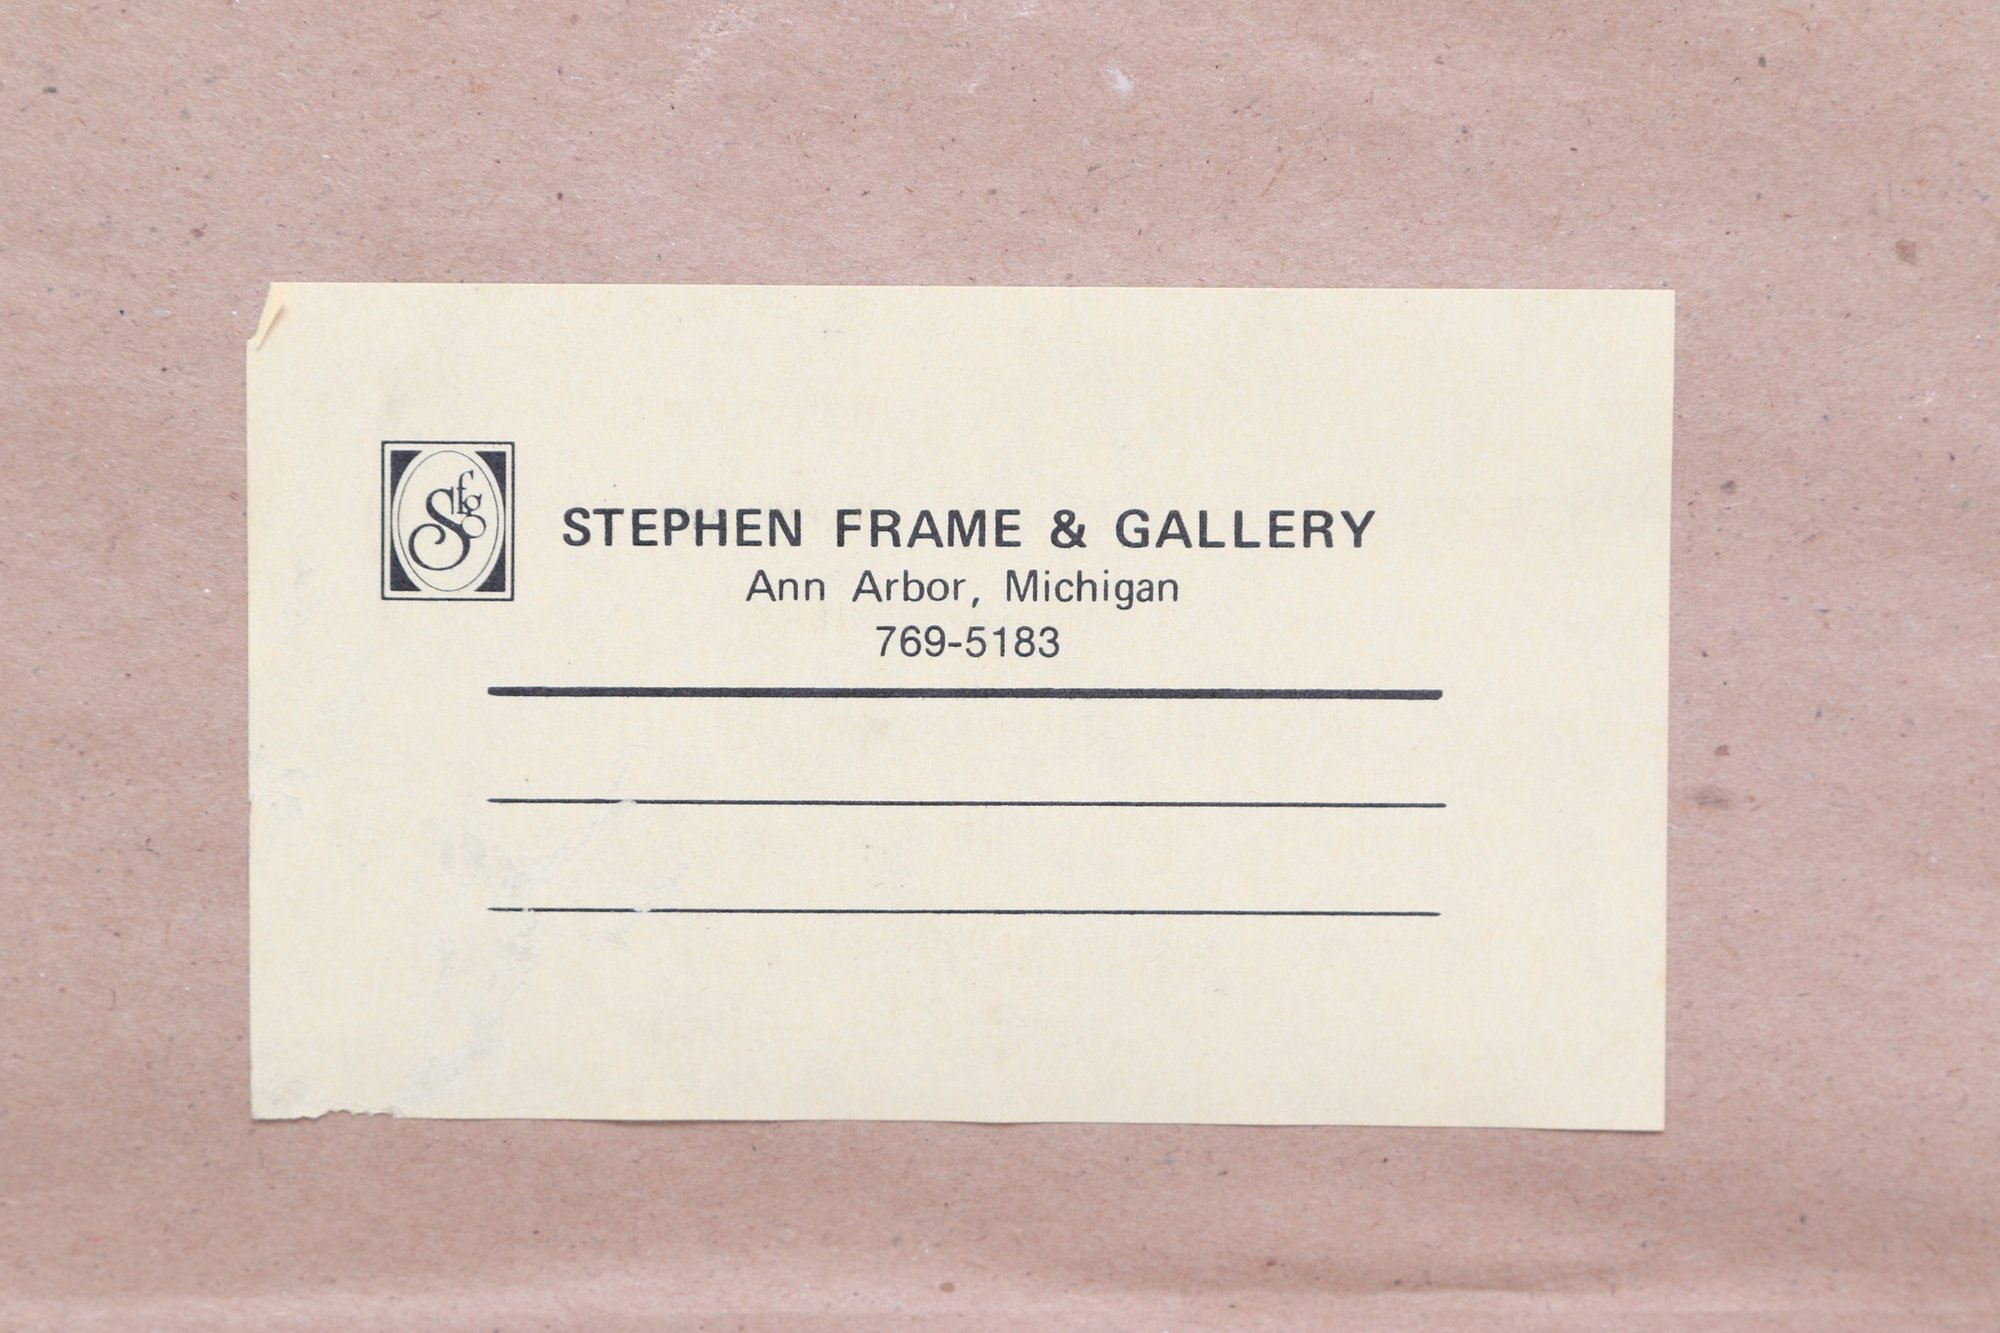 Sfg
STEPHEN FRAME & GALLERY
Ann Arbor, Michigan
769-5183